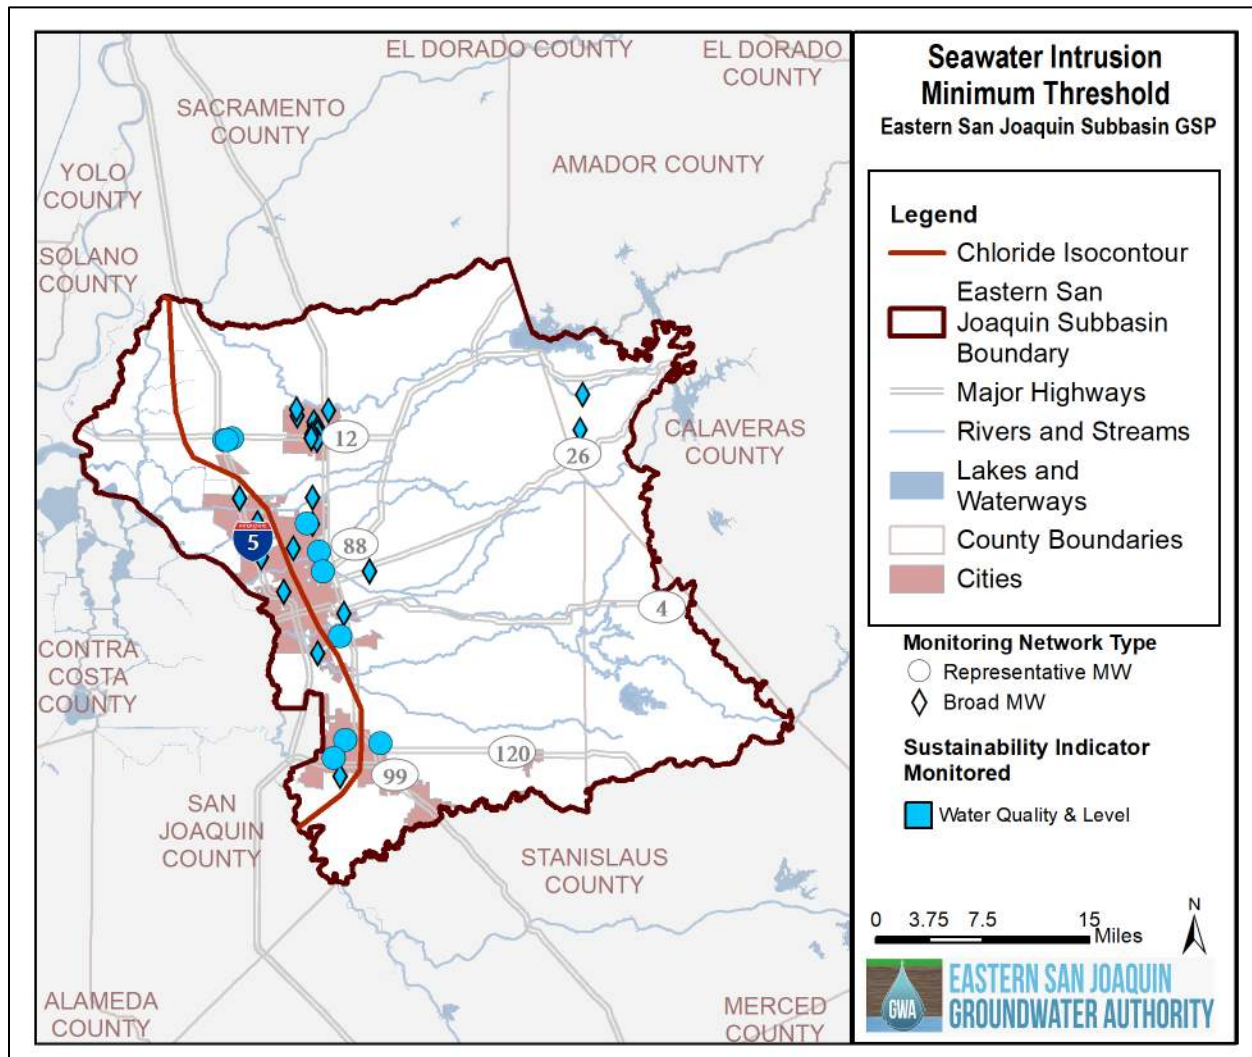 EL DORADO COUNTY
EL DORADO
COUNTY
SACRAMENTO
COUNTY
AMADOR COUNTY
YOLO
COUNTY
SOLANO
COUNTY
CALAVERAS
COUNTY
12
26
5
88
4
CONTRA
COSTA
COUNTY
120
99
SAN
JOAQUIN
COUNTY
STANISLAUS
COUNTY
ALAMEDA
COUNTY
MERCED
COUNTY
Seawater Intrusion
Minimum Threshold
Eastern San Joaquin Subbasin GSP
Legend
Chloride Isocontour
Eastern San
Joaquin Subbasin
Boundary
Major Highways
Rivers and Streams
Lakes and
Waterways
County Boundaries
Cities
Monitoring Network Type
Representative MW
Broad MW
Sustainability Indicator
Monitored
Water Quality & Level
N
0 3.75 7.5 15
Miles
GWA
EASTERN SAN JOAQUIN
GROUNDWATER AUTHORITY